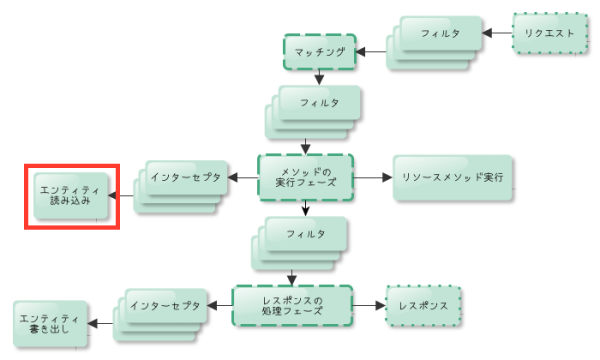 フィルタ
リクエスト
マッチング
フィルタ
エンティティ
読み込み
インターセプタ
メソッドの
実行フェーズ
リソースメソッド実行
フィルタ
エンティティ
書き出し
インターセプタ
レスポンスの
処理フェーズ
レスポンス